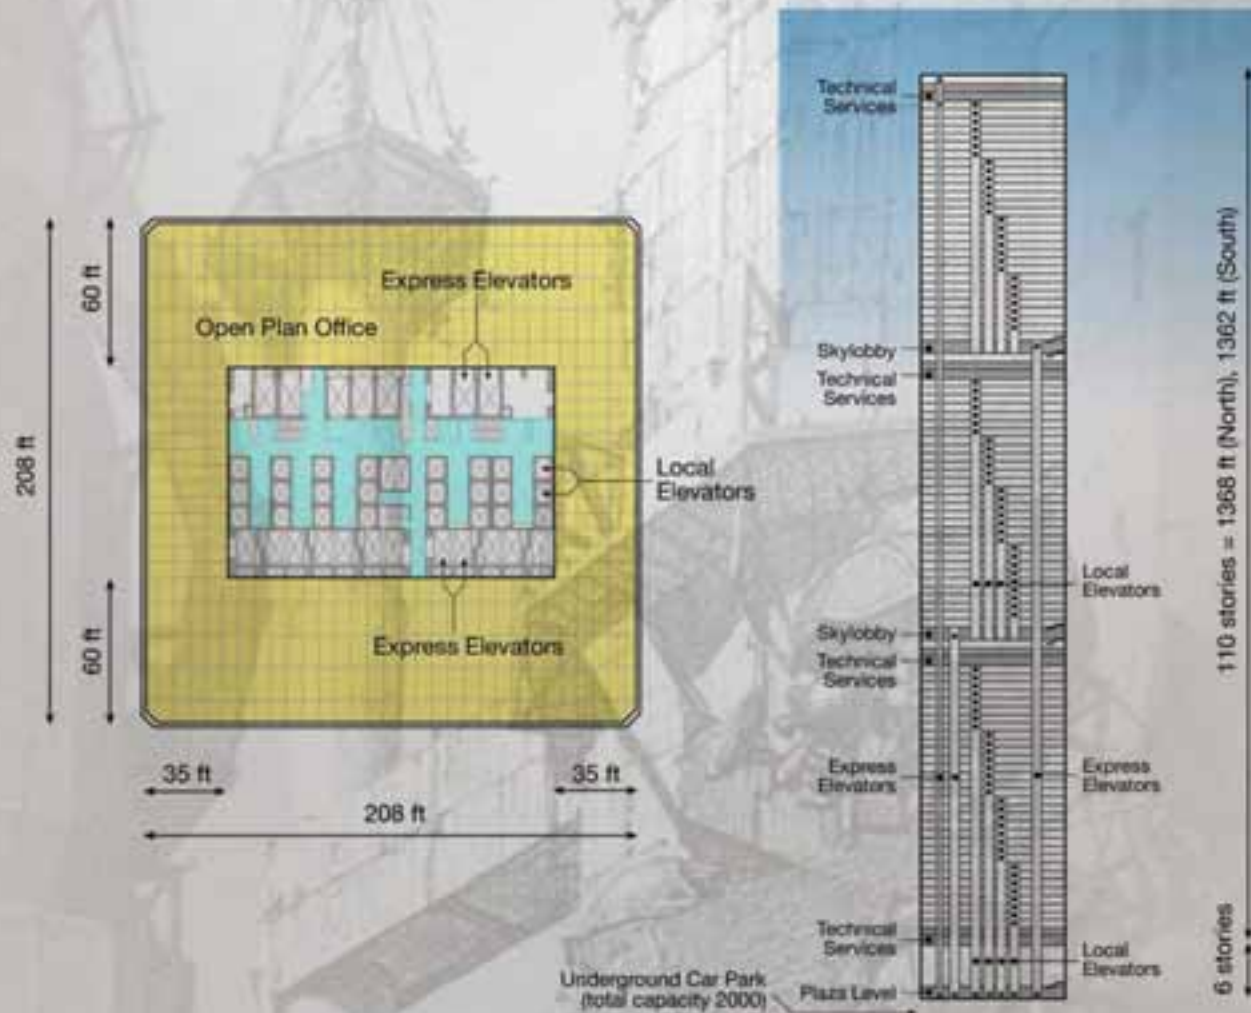 208 ft
60 ft
60 ft
Express Elevators
Open Plan Office
Local
Elevators
Express Elevators
35 ft
35 ft
208 ft
Technical
Services
Skylobby
Technical
Services
Local
Elevators
Skylobby
Technical
Services
Express
Elevators
Express
Elevators
Technical
Services
Local
Elevators
Underground Car Park
(total capacity 2000)
Plaza Level
110 stories = 1368 ft (North), 1362 ft (South)
6 stories